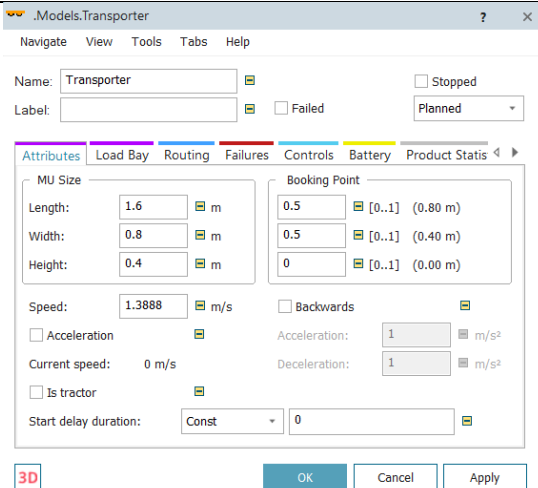 .Models.Transporter ? ×
Navigate View Tools Tabs Help
Name: Transporter Stopped
Label: Failed Planned
Attributes Load Bay Routing Failures Controls Battery Product Statis
MU Size Booking Point
Length: 1.6 m 0.5 [0..1] (0.80 m)
Width: 0.8 m 0.5 [0..1] (0.40 m)
Height: 0.4 m 0 [0..1] (0.00 m)
Speed: 1.3888 m/s Backwards
Acceleration Acceleration: 1 m/s²
Current speed: 0 m/s Deceleration: 1 m/s²
Is tractor
Start delay duration: Const 0
3D OK Cancel Apply